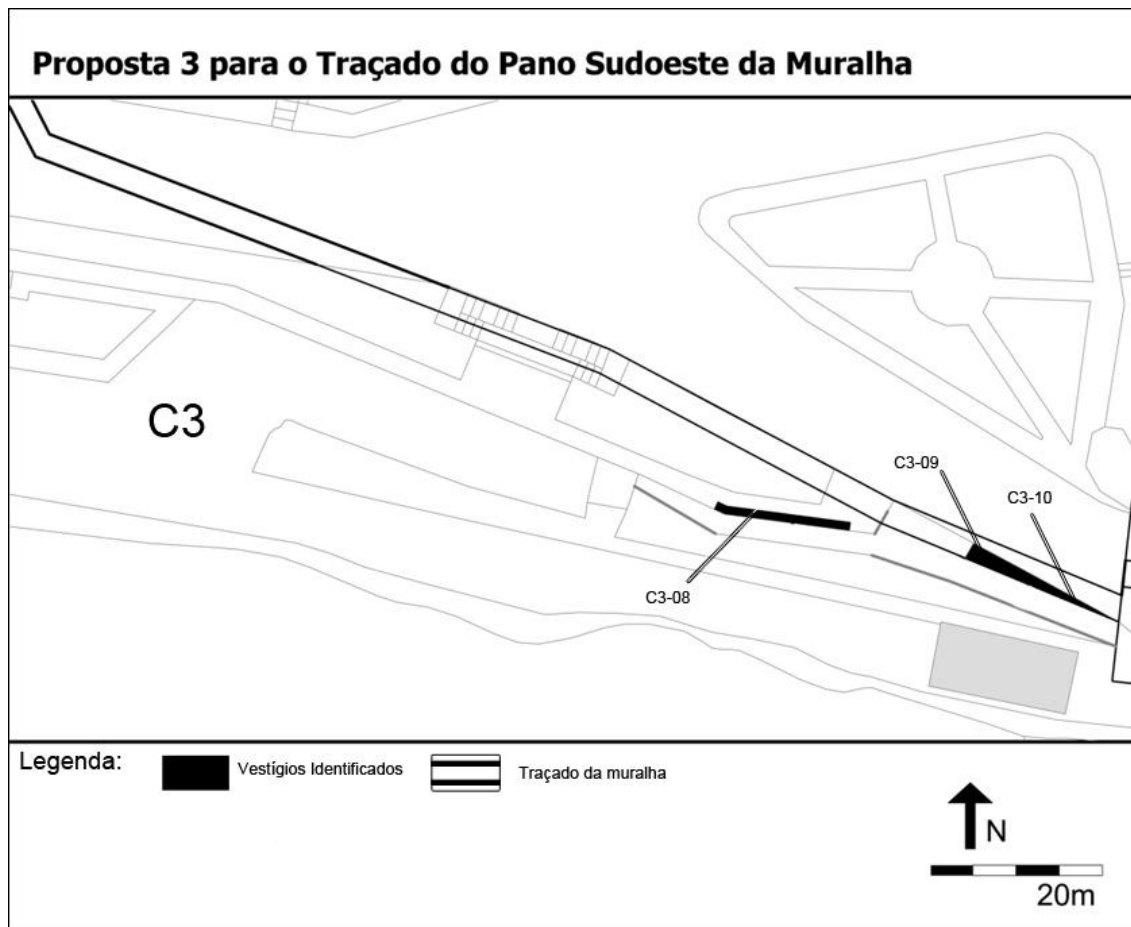 Proposta 3 para o Traçado do Pano Sudoeste da Muralha
C3
C3-09
C3-10
C3-08
Legenda:
Vestígios Identificados
Traçado da muralha
N
20m